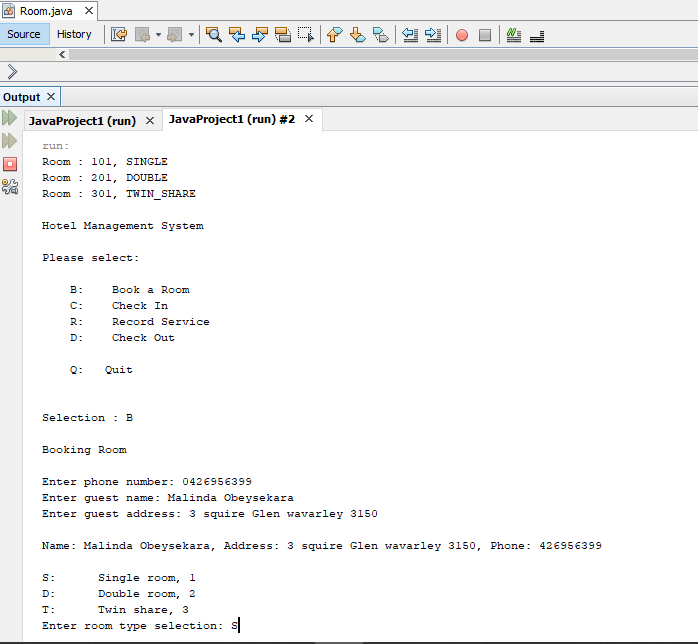 Room.java
Source History
Output
JavaProject1 (run) JavaProject1 (run) #2
run:
Room : 101, SINGLE
Room : 201, DOUBLE
Room : 301, TWIN_SHARE
Hotel Management System
Please select:
B: Book a Room
C: Check In
R: Record Service
D: Check Out
Q: Quit
Selection : B
Booking Room
Enter phone number: 0426956399
Enter guest name: Malinda Obeysekara
Enter guest address: 3 squire Glen wavarley 3150
Name: Malinda Obeysekara, Address: 3 squire Glen wavarley 3150, Phone: 426956399
S: Single room, 1
D: Double room, 2
T: Twin share, 3
Enter room type selection: S